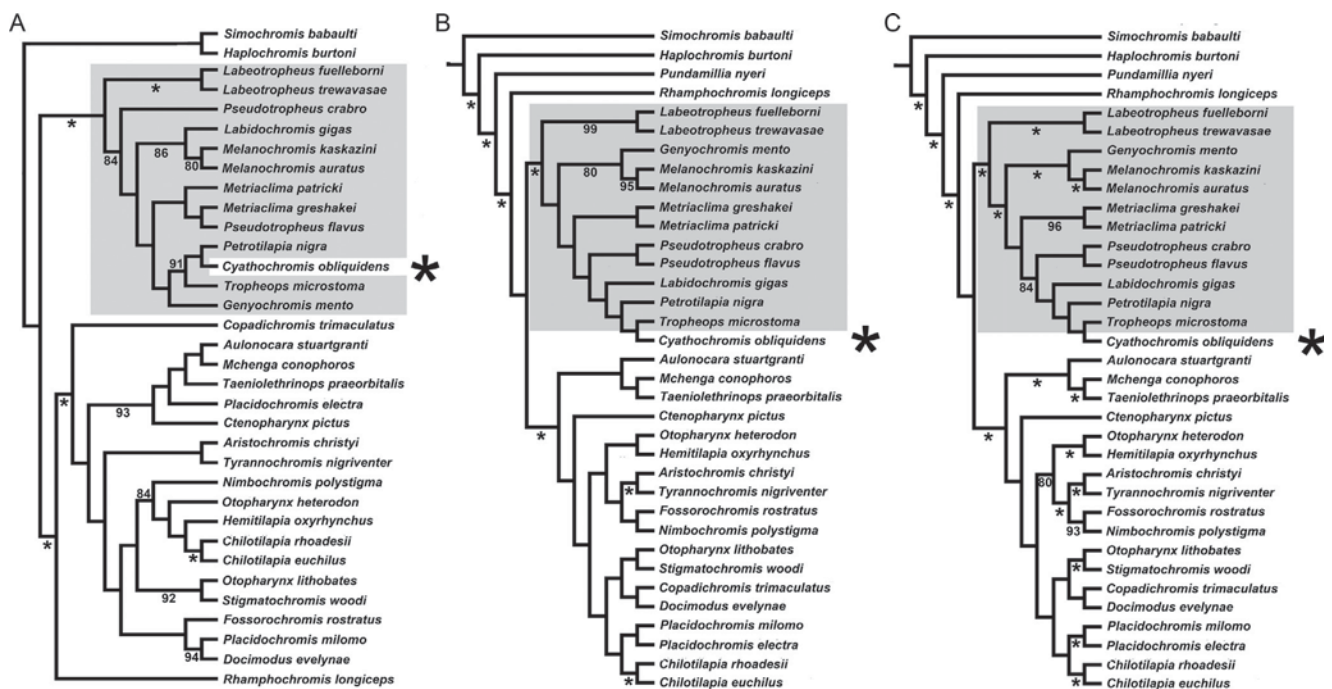 A
Simochromis babaulti
Haplochromis burtoni
Labeotropheus fuelleborni
*
Labeotropheus trewavasae
*
Pseudotropheus crabro
84
Labidochromis gigas
86
Melanochromis kaskazini
80
Melanochromis auratus
Metriaclima patricki
Metriaclima greshakei
Pseudotropheus flavus
Petrotilapia nigra
91
Cyathochromis obliquidens
*
Tropheops microstoma
Genyochromis mento
Copadichromis trimaculatus
Aulonocara stuartgranti
Mchenga conophoros
Taeniolethrinops praeorbitalis
*
Placidochromis electra
93
Ctenopharynx pictus
Aristochromis christyi
Tyrannochromis nigriventer
Nimbochromis polystigma
84
Otopharynx heterodon
Hemitilapia oxyrhynchus
Chilotilapia rhoadesii
*
*
Chilotilapia euchilus
Otopharynx lithobates
92
Stigmatochromis woodi
Fossorochromis rostratus
Placidochromis milomo
94
Docimodus evelynae
Rhamphochromis longiceps
B
Simochromis babaulti
Haplochromis burtoni
Pundamillia nyeri
*
Rhamphochromis longiceps
Labeotropheus fuelleborni
99
*
Labeotropheus trewavasae
Genyochromis mento
*
80
Melanochromis kaskazini
95
Melanochromis auratus
*
Metriaclima greshakei
Metriaclima patricki
Pseudotropheus crabro
Pseudotropheus flavus
Labidochromis gigas
Petrotilapia nigra
Tropheops microstoma
Cyathochromis obliquidens
*
Aulonocara stuartgranti
Mchenga conophoros
Taeniolethrinops praeorbitalis
Ctenopharynx pictus
*
Otopharynx heterodon
Hemitilapia oxyrhynchus
Aristochromis christyi
*
Tyrannochromis nigriventer
Fossorochromis rostratus
Nimbochromis polystigma
Otopharynx lithobates
Stigmatochromis woodi
Copadichromis trimaculatus
Docimodus evelynae
Placidochromis milomo
Placidochromis electra
Chilotilapia rhoadesii
*
Chilotilapia euchilus
C
Simochromis babaulti
Haplochromis burtoni
Pundamillia nyeri
*
Rhamphochromis longiceps
Labeotropheus fuelleborni
*
*
Labeotropheus trewavasae
Genyochromis mento
*
*
Melanochromis kaskazini
*
Melanochromis auratus
*
*
Metriaclima greshakei
96
Metriaclima patricki
Pseudotropheus crabro
Pseudotropheus flavus
84
Labidochromis gigas
Petrotilapia nigra
Tropheops microstoma
Cyathochromis obliquidens
*
Aulonocara stuartgranti
*
Mchenga conophoros
*
Taeniolethrinops praeorbitalis
Ctenopharynx pictus
*
Otopharynx heterodon
*
Hemitilapia oxyrhynchus
Aristochromis christyi
80
*
Tyrannochromis nigriventer
*
Fossorochromis rostratus
93
Nimbochromis polystigma
Otopharynx lithobates
*
Stigmatochromis woodi
Copadichromis trimaculatus
Docimodus evelynae
Placidochromis milomo
*
Placidochromis electra
Chilotilapia rhoadesii
*
Chilotilapia euchilus